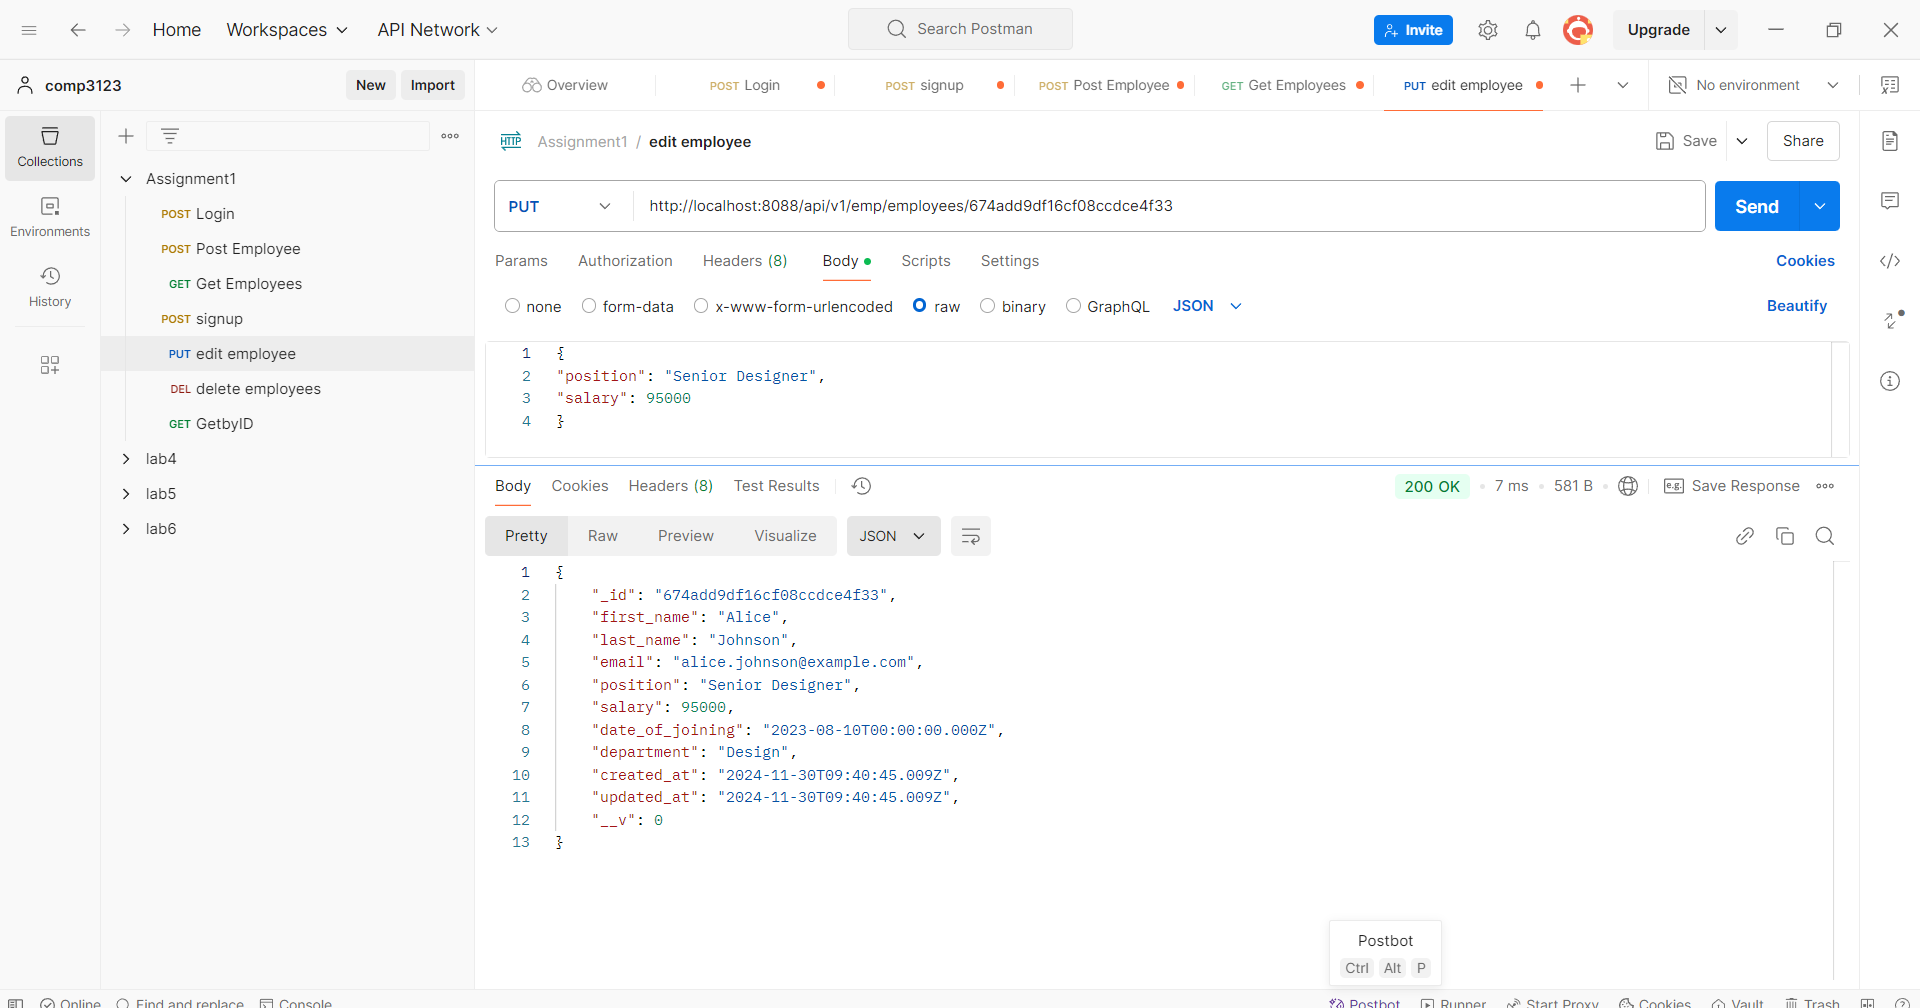 Home
Workspaces
API Network
Search Postman
Invite
Upgrade
comp3123
New
Import
Overview
POST Login
POST signup
POST Post Employee
GET Get Employees
PUT edit employee
No environment
Collections
Environments
History
Assignment1
POST Login
POST Post Employee
GET Get Employees
POST signup
PUT edit employee
DEL delete employees
GET GetbyID
lab4
lab5
lab6
HTTP
Assignment1 / edit employee
Save
Share
PUT
http://localhost:8088/api/v1/emp/employees/674add9df16cf08ccdce4f33
Send
Params
Authorization
Headers (8)
Body
Scripts
Settings
Cookies
none
form-data
x-www-form-urlencoded
raw
binary
GraphQL
JSON
Beautify
1 {
2 "position": "Senior Designer",
3 "salary": 95000
4 }
Body
Cookies
Headers (8)
Test Results
200 OK
7 ms
581 B
e.g. Save Response
Pretty
Raw
Preview
Visualize
JSON
1 {
2 "_id": "674add9df16cf08ccdce4f33",
3 "first_name": "Alice",
4 "last_name": "Johnson",
5 "email": "alice.johnson@example.com",
6 "position": "Senior Designer",
7 "salary": 95000,
8 "date_of_joining": "2023-08-10T00:00:00.000Z",
9 "department": "Design",
10 "created_at": "2024-11-30T09:40:45.009Z",
11 "updated_at": "2024-11-30T09:40:45.009Z",
12 "__v": 0
13 }
Postbot
Ctrl Alt P
Online
Find and replace
Console
Postbot
Runner
Start Proxy
Cookies
Vault
Trash